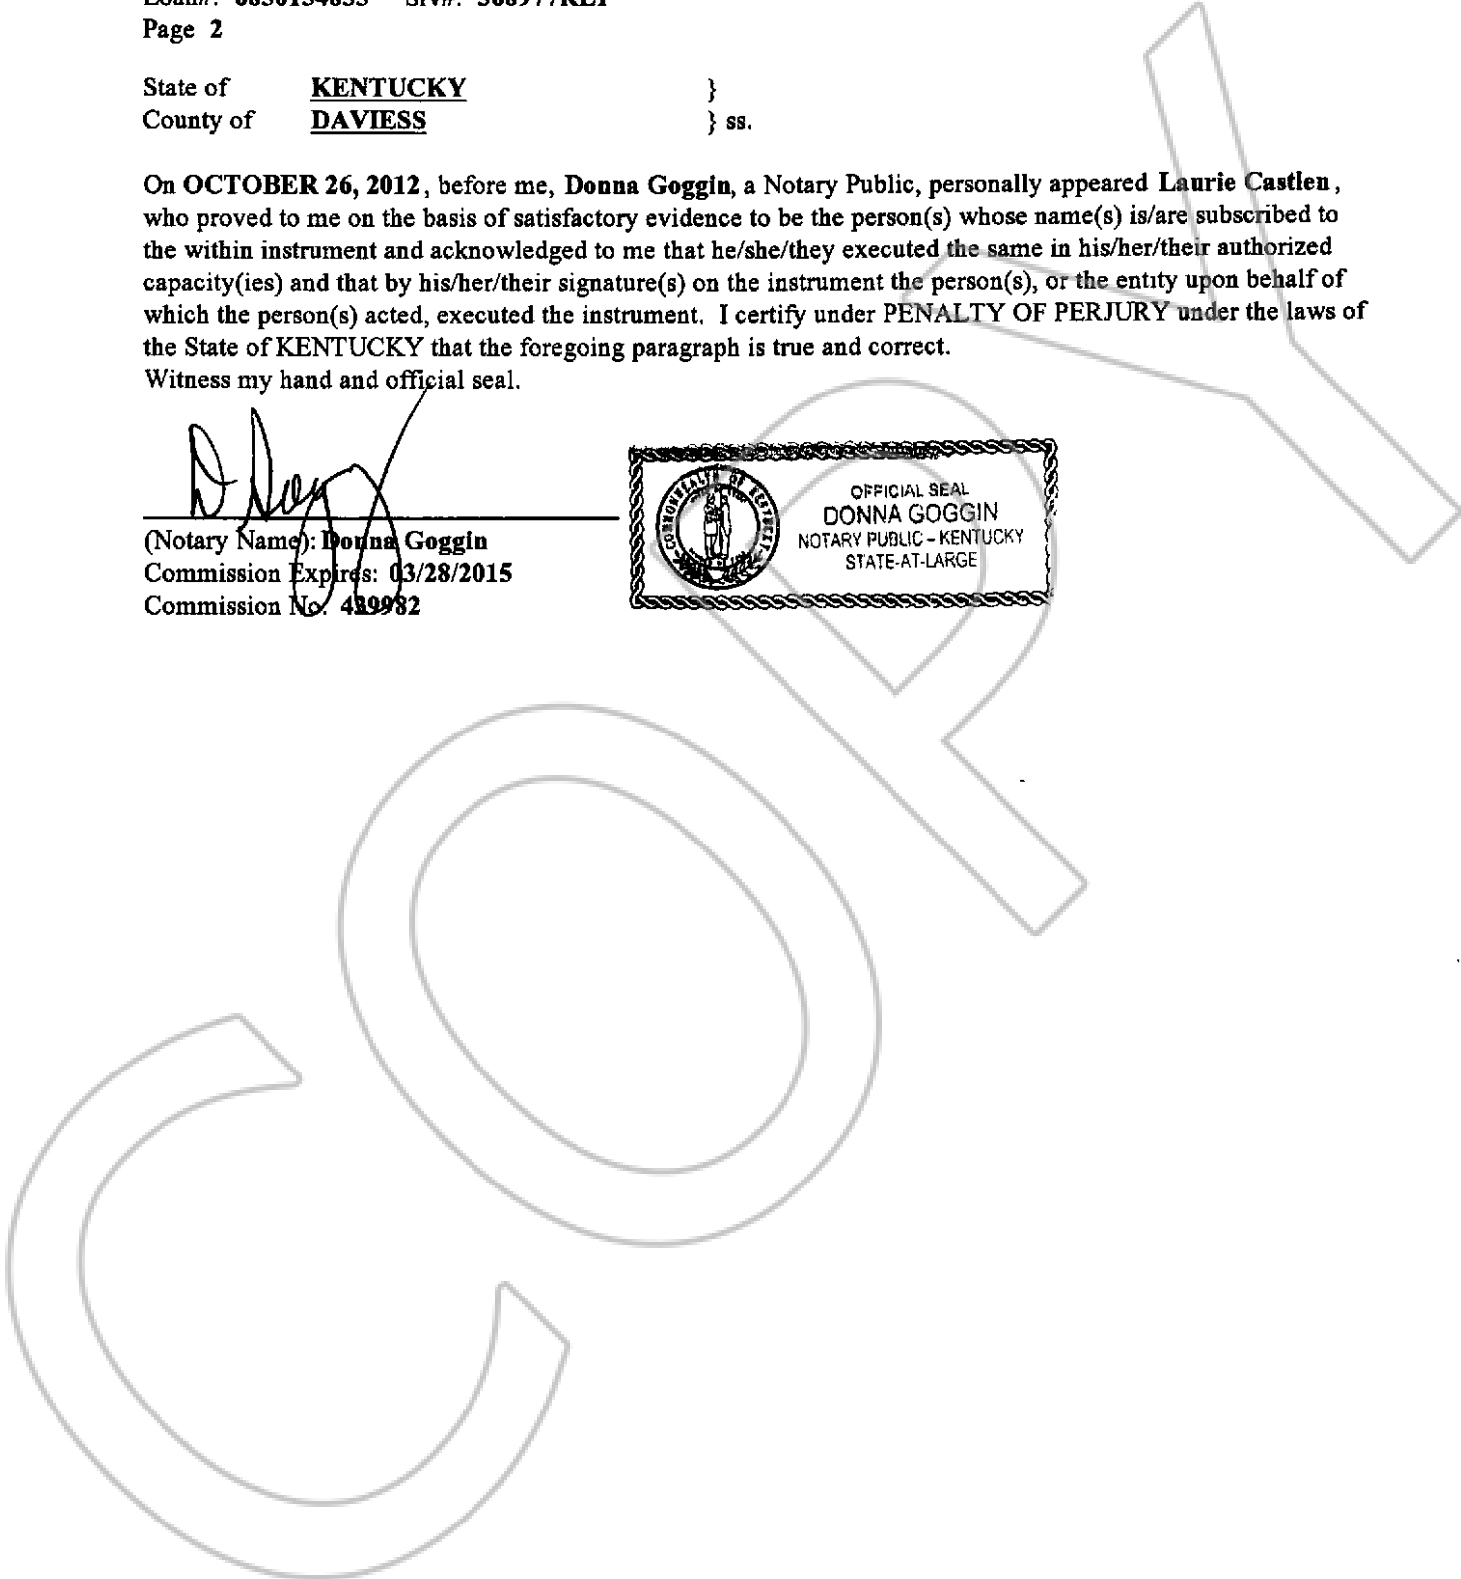 Page 2
State of KENTUCKY }
County of DAVIESS } ss.
On OCTOBER 26, 2012, before me, Donna Goggin, a Notary Public, personally appeared Laurie Castlen,
who proved to me on the basis of satisfactory evidence to be the person(s) whose name(s) is/are subscribed to
the within instrument and acknowledged to me that he/she/they executed the same in his/her/their authorized
capacity(ies) and that by his/her/their signature(s) on the instrument the person(s), or the entity upon behalf of
which the person(s) acted, executed the instrument. I certify under PENALTY OF PERJURY under the laws of
the State of KENTUCKY that the foregoing paragraph is true and correct.
Witness my hand and official seal.
(Notary Name): Donna Goggin
Commission Expires: 03/28/2015
Commission No.
COMMONWEALTH OF KENTUCKY
OFFICIAL SEAL
DONNA GOGGIN
NOTARY PUBLIC - KENTUCKY
STATE-AT-LARGE
COPY